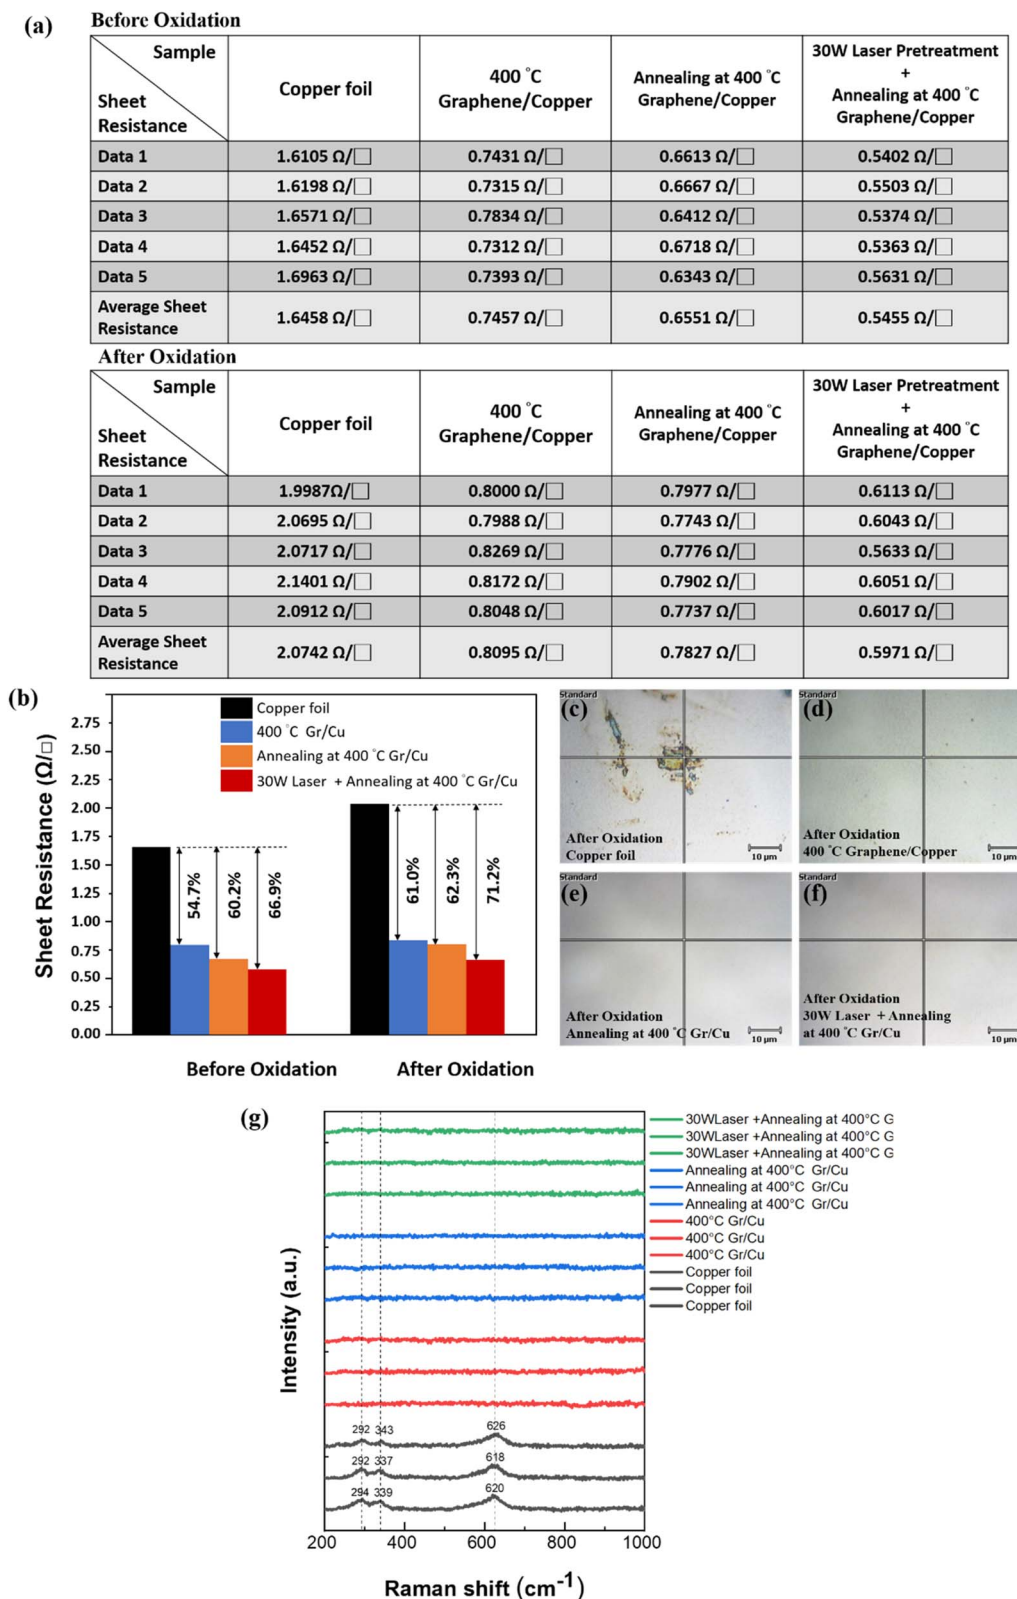 (a)
Before Oxidation
Sample
Sheet Resistance
Copper foil
400 °C Graphene/Copper
Annealing at 400 °C Graphene/Copper
30W Laser Pretreatment + Annealing at 400 °C Graphene/Copper
Data 1 1.6105 Ω/□ 0.7431 Ω/□ 0.6613 Ω/□ 0.5402 Ω/□
Data 2 1.6198 Ω/□ 0.7315 Ω/□ 0.6667 Ω/□ 0.5503 Ω/□
Data 3 1.6571 Ω/□ 0.7834 Ω/□ 0.6412 Ω/□ 0.5374 Ω/□
Data 4 1.6452 Ω/□ 0.7312 Ω/□ 0.6718 Ω/□ 0.5363 Ω/□
Data 5 1.6963 Ω/□ 0.7393 Ω/□ 0.6343 Ω/□ 0.5631 Ω/□
Average Sheet Resistance 1.6458 Ω/□ 0.7457 Ω/□ 0.6551 Ω/□ 0.5455 Ω/□
After Oxidation
Sample
Sheet Resistance
Copper foil
400 °C Graphene/Copper
Annealing at 400 °C Graphene/Copper
30W Laser Pretreatment + Annealing at 400 °C Graphene/Copper
Data 1 1.9987Ω/□ 0.8000 Ω/□ 0.7977 Ω/□ 0.6113 Ω/□
Data 2 2.0695 Ω/□ 0.7988 Ω/□ 0.7743 Ω/□ 0.6043 Ω/□
Data 3 2.0717 Ω/□ 0.8269 Ω/□ 0.7776 Ω/□ 0.5633 Ω/□
Data 4 2.1401 Ω/□ 0.8172 Ω/□ 0.7902 Ω/□ 0.6051 Ω/□
Data 5 2.0912 Ω/□ 0.8048 Ω/□ 0.7737 Ω/□ 0.6017 Ω/□
Average Sheet Resistance 2.0742 Ω/□ 0.8095 Ω/□ 0.7827 Ω/□ 0.5971 Ω/□
(b)
Sheet Resistance (Ω/□)
2.75
2.50
2.25
2.00
1.75
1.50
1.25
1.00
0.75
0.50
0.25
0.00
Copper foil
400 °C Gr/Cu
Annealing at 400 °C Gr/Cu
30W Laser + Annealing at 400 °C Gr/Cu
54.7%
60.2%
66.9%
61.0%
62.3%
71.2%
Before Oxidation
After Oxidation
Standard
(c)
After Oxidation
Copper foil
10 μm
Standard
(d)
After Oxidation
400 °C Graphene/Copper
10 μm
Standard
(e)
After Oxidation
Annealing at 400 °C Gr/Cu
10 μm
Standard
(f)
After Oxidation
30W Laser + Annealing
at 400 °C Gr/Cu
10 μm
(g)
Intensity (a.u.)
30WLaser +Annealing at 400°C G
30WLaser +Annealing at 400°C G
30WLaser +Annealing at 400°C G
Annealing at 400°C Gr/Cu
Annealing at 400°C Gr/Cu
Annealing at 400°C Gr/Cu
400°C Gr/Cu
400°C Gr/Cu
400°C Gr/Cu
Copper foil
Copper foil
Copper foil
292 343 626
292 337 618
294 339 620
200 400 600 800 1000
Raman shift (cm⁻¹)